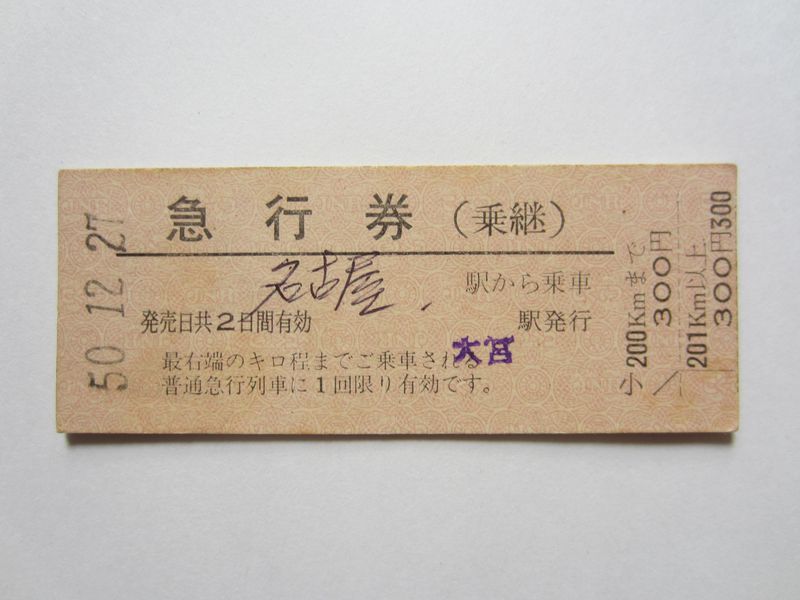 急行券(乗継)
50.12.27
名古屋 駅から乗車
発売日共2日間有効 駅発行
大宮
最右端のキロ程までご乗車される
普通急行列車に1回限り有効です。
小
200Kmまで
300円
201Km以上
300円300